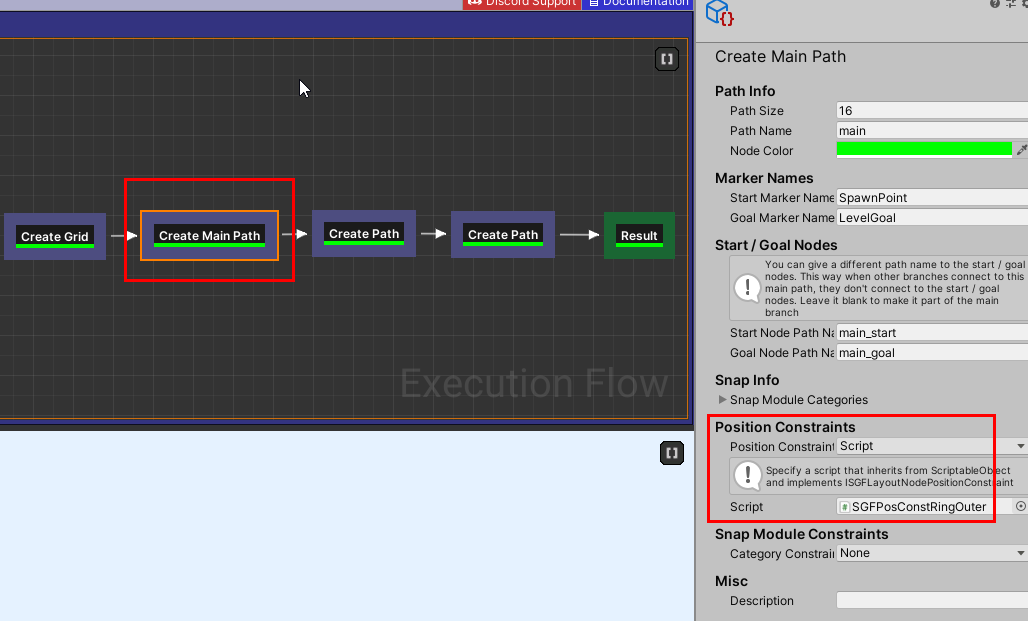 Discord Support
Documentation
Create Grid
Create Main Path
Create Path
Create Path
Result
Execution Flow
Create Main Path
Path Info
Path Size 16
Path Name main
Node Color
Marker Names
Start Marker Name SpawnPoint
Goal Marker Name LevelGoal
Start / Goal Nodes
You can give a different path name to the start / goal
nodes. This way when other branches connect to this
main path, they don't connect to the start / goal
nodes. Leave it blank to make it part of the main
branch
Start Node Path Na main_start
Goal Node Path Na main_goal
Snap Info
Snap Module Categories
Position Constraints
Position Constraint Script
Specify a script that inherits from ScriptableObject
and implements ISGFLayoutNodePositionConstraint
Script # SGFPosConstRingOuter
Snap Module Constraints
Category Constrai None
Misc
Description